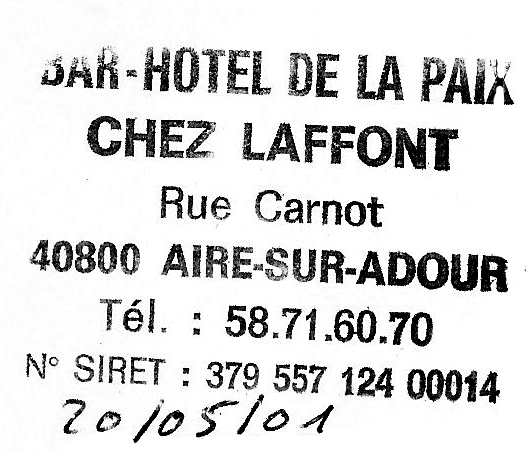 BAR-HOTEL DE LA PAIX
CHEZ LAFFONT
Rue Carnot
40800 AIRE-SUR-ADOUR
Tél. : 58.71.60.70
N° SIRET : 379 557 124 00014
20/05/01